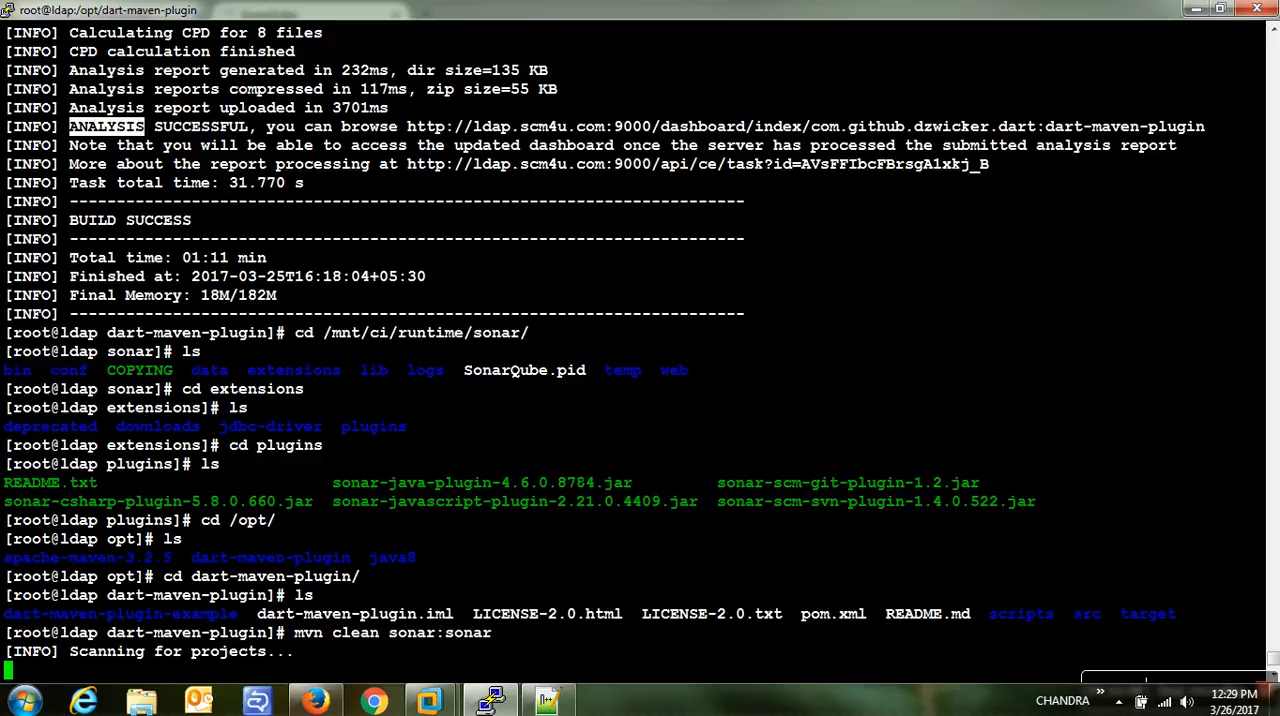 root@ldap:/opt/dart-maven-plugin
[INFO] Calculating CPD for 8 files
[INFO] CPD calculation finished
[INFO] Analysis report generated in 232ms, dir size=135 KB
[INFO] Analysis reports compressed in 117ms, zip size=55 KB
[INFO] Analysis report uploaded in 3701ms
[INFO] ANALYSIS SUCCESSFUL, you can browse http://ldap.scm4u.com:9000/dashboard/index/com.github.dzwicker.dart:dart-maven-plugin
[INFO] Note that you will be able to access the updated dashboard once the server has processed the submitted analysis report
[INFO] More about the report processing at http://ldap.scm4u.com:9000/api/ce/task?id=AVsFFIbcFBrsgA1xkj_B
[INFO] Task total time: 31.770 s
[INFO] ------------------------------------------------------------------------
[INFO] BUILD SUCCESS
[INFO] ------------------------------------------------------------------------
[INFO] Total time: 01:11 min
[INFO] Finished at: 2017-03-25T16:18:04+05:30
[INFO] Final Memory: 18M/182M
[INFO] ------------------------------------------------------------------------
[root@ldap dart-maven-plugin]# cd /mnt/ci/runtime/sonar/
[root@ldap sonar]# ls
bin conf COPYING data extensions lib logs SonarQube.pid temp web
[root@ldap sonar]# cd extensions
[root@ldap extensions]# ls
deprecated downloads jdbc-driver plugins
[root@ldap extensions]# cd plugins
[root@ldap plugins]# ls
README.txt sonar-java-plugin-4.6.0.8784.jar sonar-scm-git-plugin-1.2.jar
sonar-csharp-plugin-5.8.0.660.jar sonar-javascript-plugin-2.21.0.4409.jar sonar-scm-svn-plugin-1.4.0.522.jar
[root@ldap plugins]# cd /opt/
[root@ldap opt]# ls
apache-maven-3.2.5 dart-maven-plugin java8
[root@ldap opt]# cd dart-maven-plugin/
[root@ldap dart-maven-plugin]# ls
dart-maven-plugin-example dart-maven-plugin.iml LICENSE-2.0.html LICENSE-2.0.txt pom.xml README.md scripts src target
[root@ldap dart-maven-plugin]# mvn clean sonar:sonar
[INFO] Scanning for projects...
CHANDRA
12:29 PM
3/26/2017